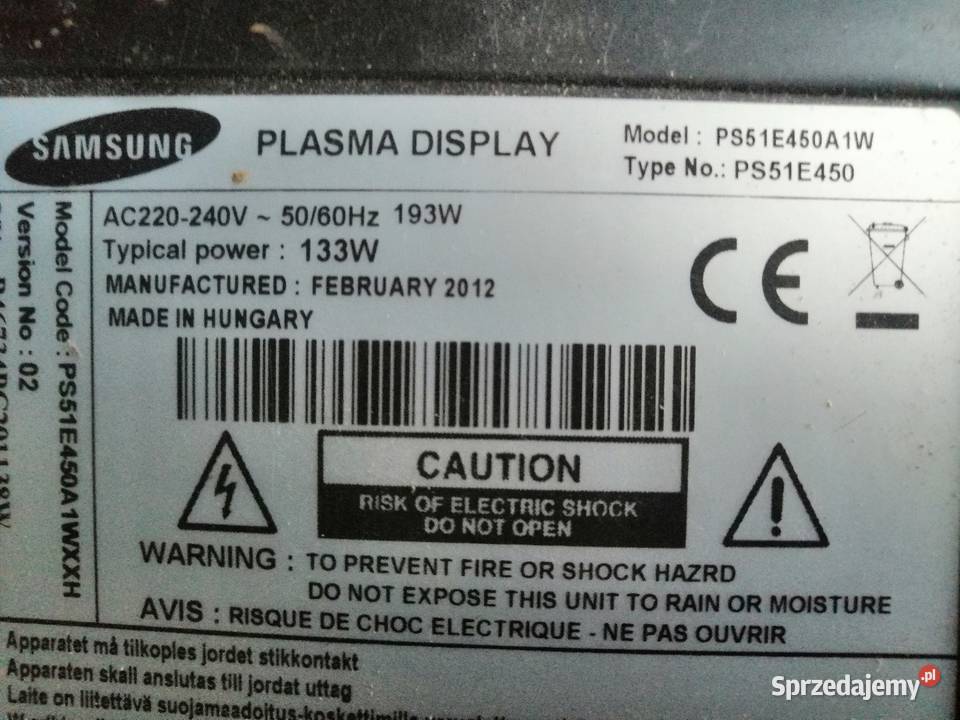 SAMSUNG
PLASMA DISPLAY
Model : PS51E450A1W
Type No.: PS51E450
AC220-240V ~ 50/60Hz 193W
Typical power : 133W
MANUFACTURED : FEBRUARY 2012
MADE IN HUNGARY
Model Code : PS51E450A1WXXH
Version No : 02
CE
CAUTION
RISK OF ELECTRIC SHOCK
DO NOT OPEN
WARNING : TO PREVENT FIRE OR SHOCK HAZRD
DO NOT EXPOSE THIS UNIT TO RAIN OR MOISTURE
AVIS : RISQUE DE CHOC ELECTRIQUE - NE PAS OUVRIR
Apparatet må tilkoples jordet stikkontakt
Apparaten skall anslutas till jordat uttag
Laite on liitettävä suojamaadoitus-koskettimilla
Sprzedajemy.pl